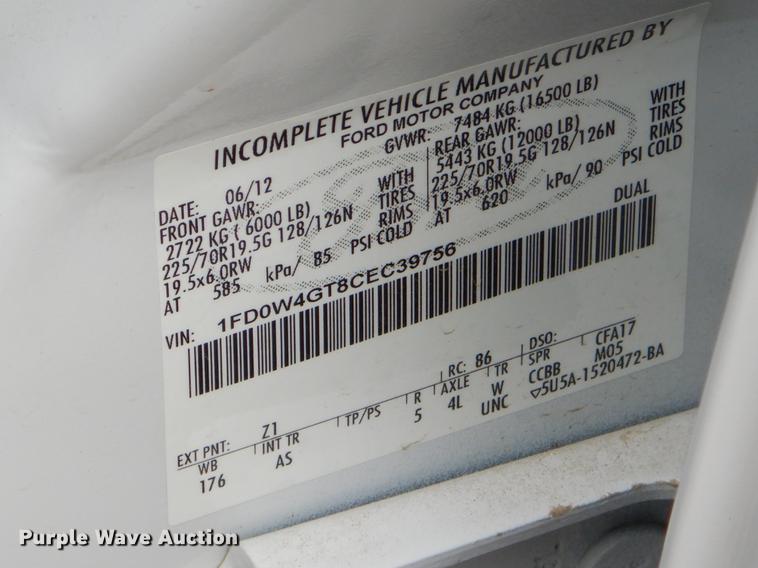 INCOMPLETE VEHICLE MANUFACTURED BY
FORD MOTOR COMPANY
DATE: 06/12 GVWR: 7484 KG (16500 LB)
FRONT GAWR: REAR GAWR:
2722 KG ( 6000 LB) WITH 5443 KG (12000 LB) WITH
225/70R19.5G 128/126N TIRES 225/70R19.5G 128/126N TIRES
19.5x6.0RW RIMS 19.5x6.0RW RIMS
AT 585 kPa/ 85 PSI COLD AT 620 kPa/ 90 PSI COLD
DUAL
VIN: 1FD0W4GT8CEC39756
EXT PNT: Z1 RC: 86 DSO: CFA17
WB INT TR TP/PS R AXLE TR SPR M05
176 AS 5 4L W CCBB
UNC ▽5U5A-1520472-BA
Purple Wave Auction